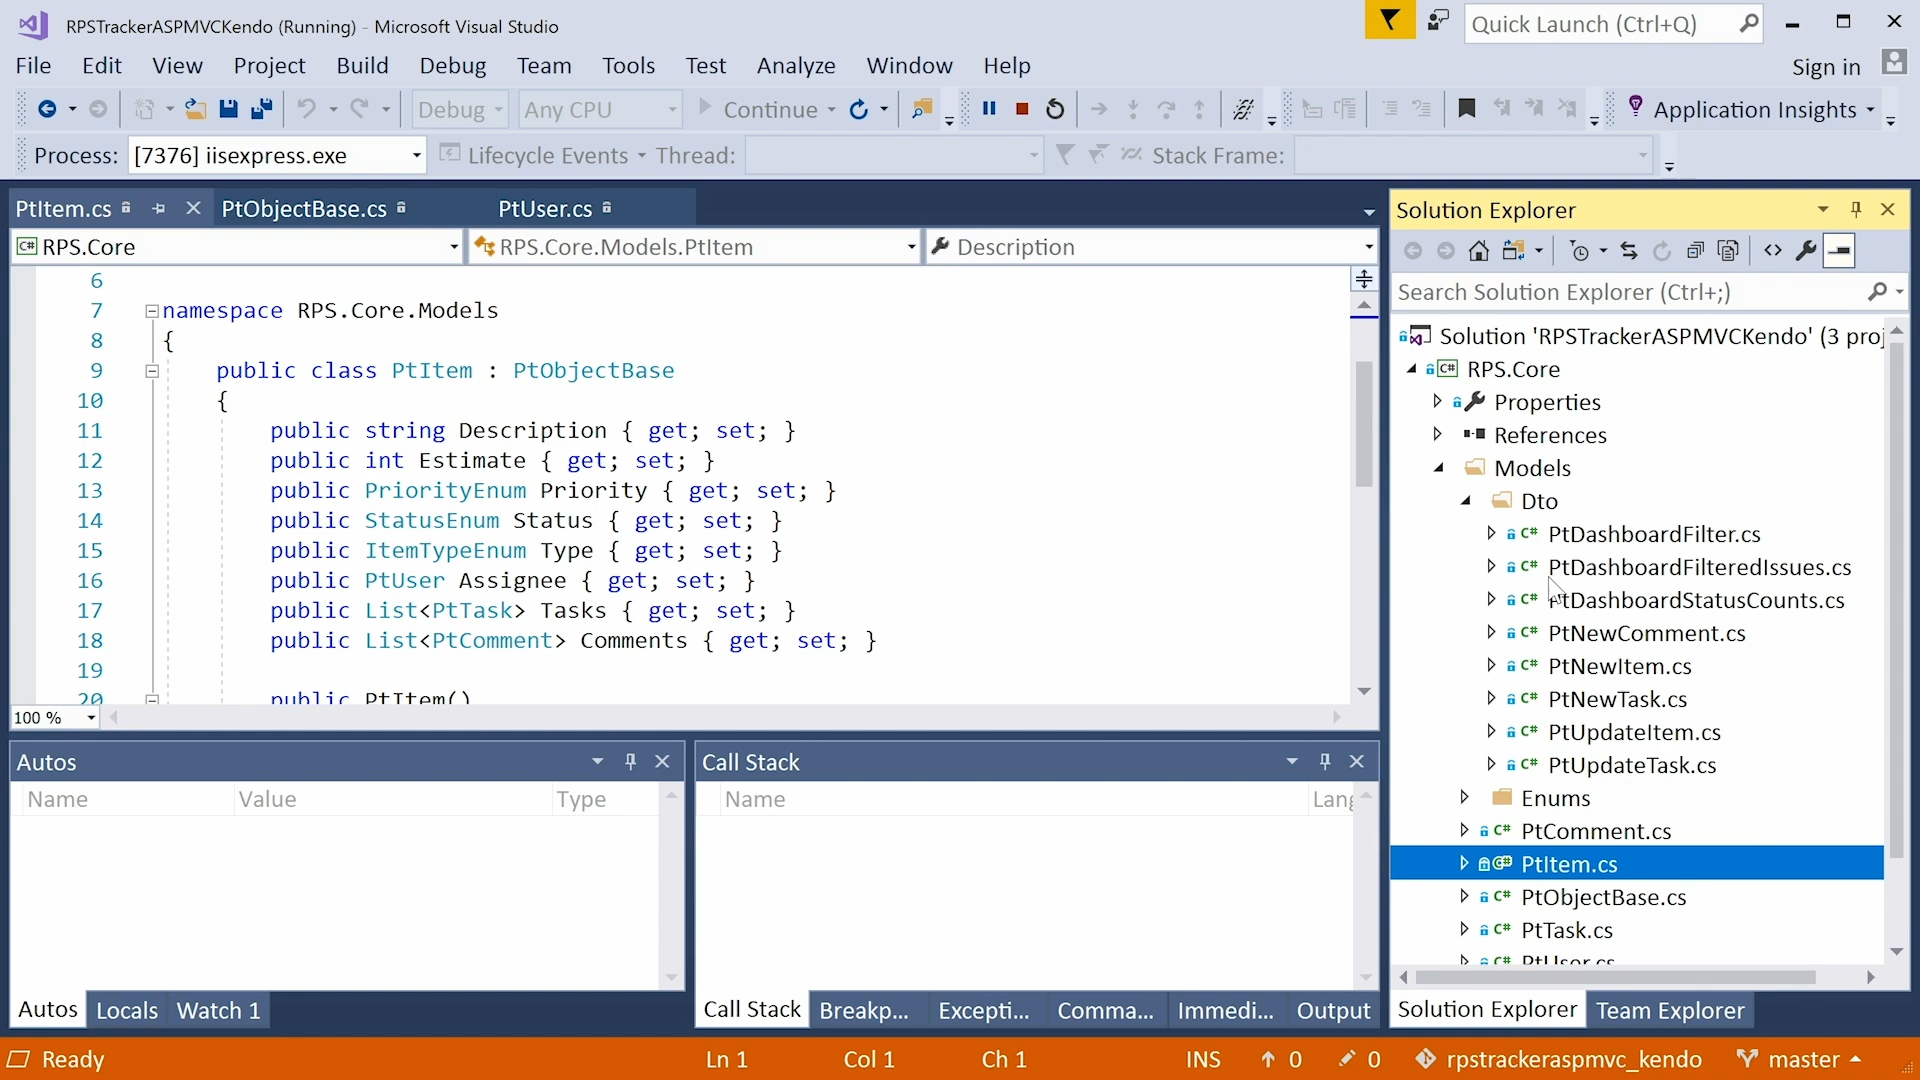 RPSTrackerASPMVCKendo (Running) - Microsoft Visual Studio
Quick Launch (Ctrl+Q)
File Edit View Project Build Debug Team Tools Test Analyze Window Help
Sign in
Debug Any CPU Continue Application Insights
Process: [7376] iisexpress.exe Lifecycle Events Thread: Stack Frame:
PtItem.cs PtObjectBase.cs PtUser.cs
RPS.Core RPS.Core.Models.PtItem Description
6
7 namespace RPS.Core.Models
8 {
9 public class PtItem : PtObjectBase
10 {
11 public string Description { get; set; }
12 public int Estimate { get; set; }
13 public PriorityEnum Priority { get; set; }
14 public StatusEnum Status { get; set; }
15 public ItemTypeEnum Type { get; set; }
16 public PtUser Assignee { get; set; }
17 public List<PtTask> Tasks { get; set; }
18 public List<PtComment> Comments { get; set; }
19
20 public PtItem()
100 %
Autos
Name Value Type
Autos Locals Watch 1
Call Stack
Name Lang
Call Stack Breakp... Excepti... Comma... Immedi... Output
Solution Explorer
Search Solution Explorer (Ctrl+;)
Solution 'RPSTrackerASPMVCKendo' (3 proj
RPS.Core
Properties
References
Models
Dto
PtDashboardFilter.cs
PtDashboardFilteredIssues.cs
PtDashboardStatusCounts.cs
PtNewComment.cs
PtNewItem.cs
PtNewTask.cs
PtUpdateItem.cs
PtUpdateTask.cs
Enums
PtComment.cs
PtItem.cs
PtObjectBase.cs
PtTask.cs
PtUser.cs
Solution Explorer Team Explorer
Ready Ln 1 Col 1 Ch 1 INS 0 0 rpstrackeraspmvc_kendo master